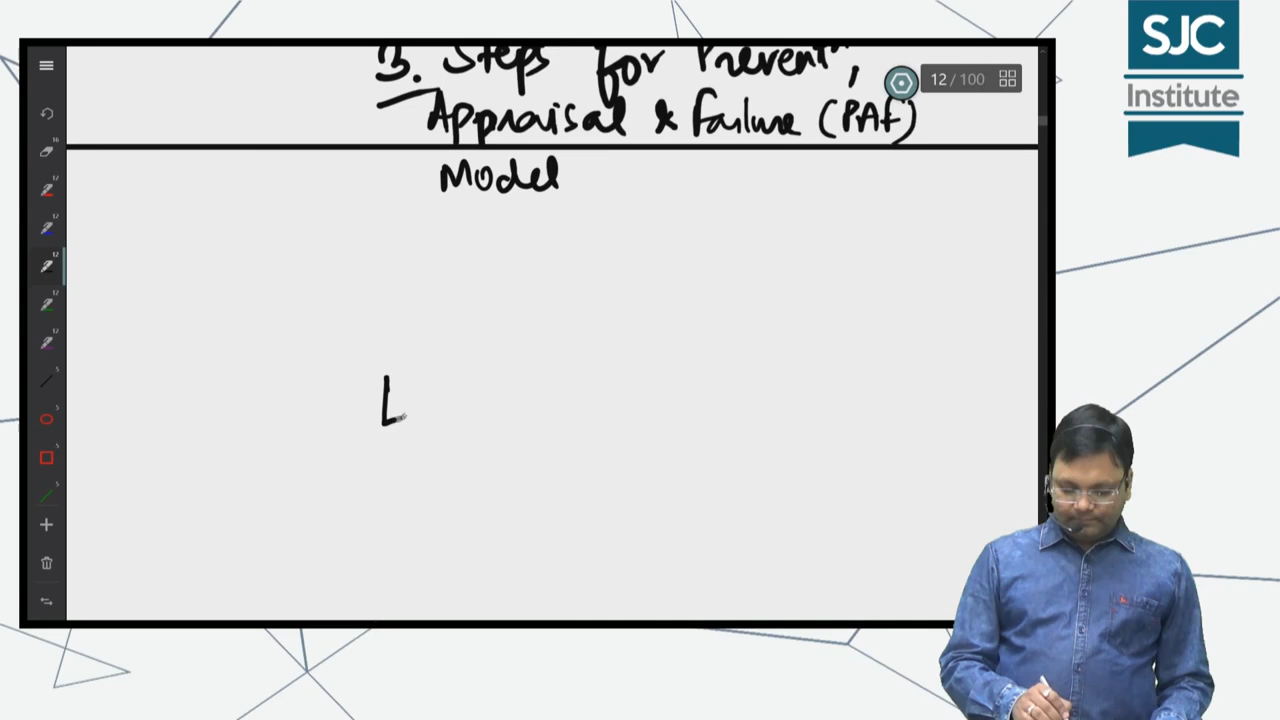 3. Steps for Prevent^n,
Appraisal & Failure (PAF)
Model
L
12 / 100
SJC
Institute